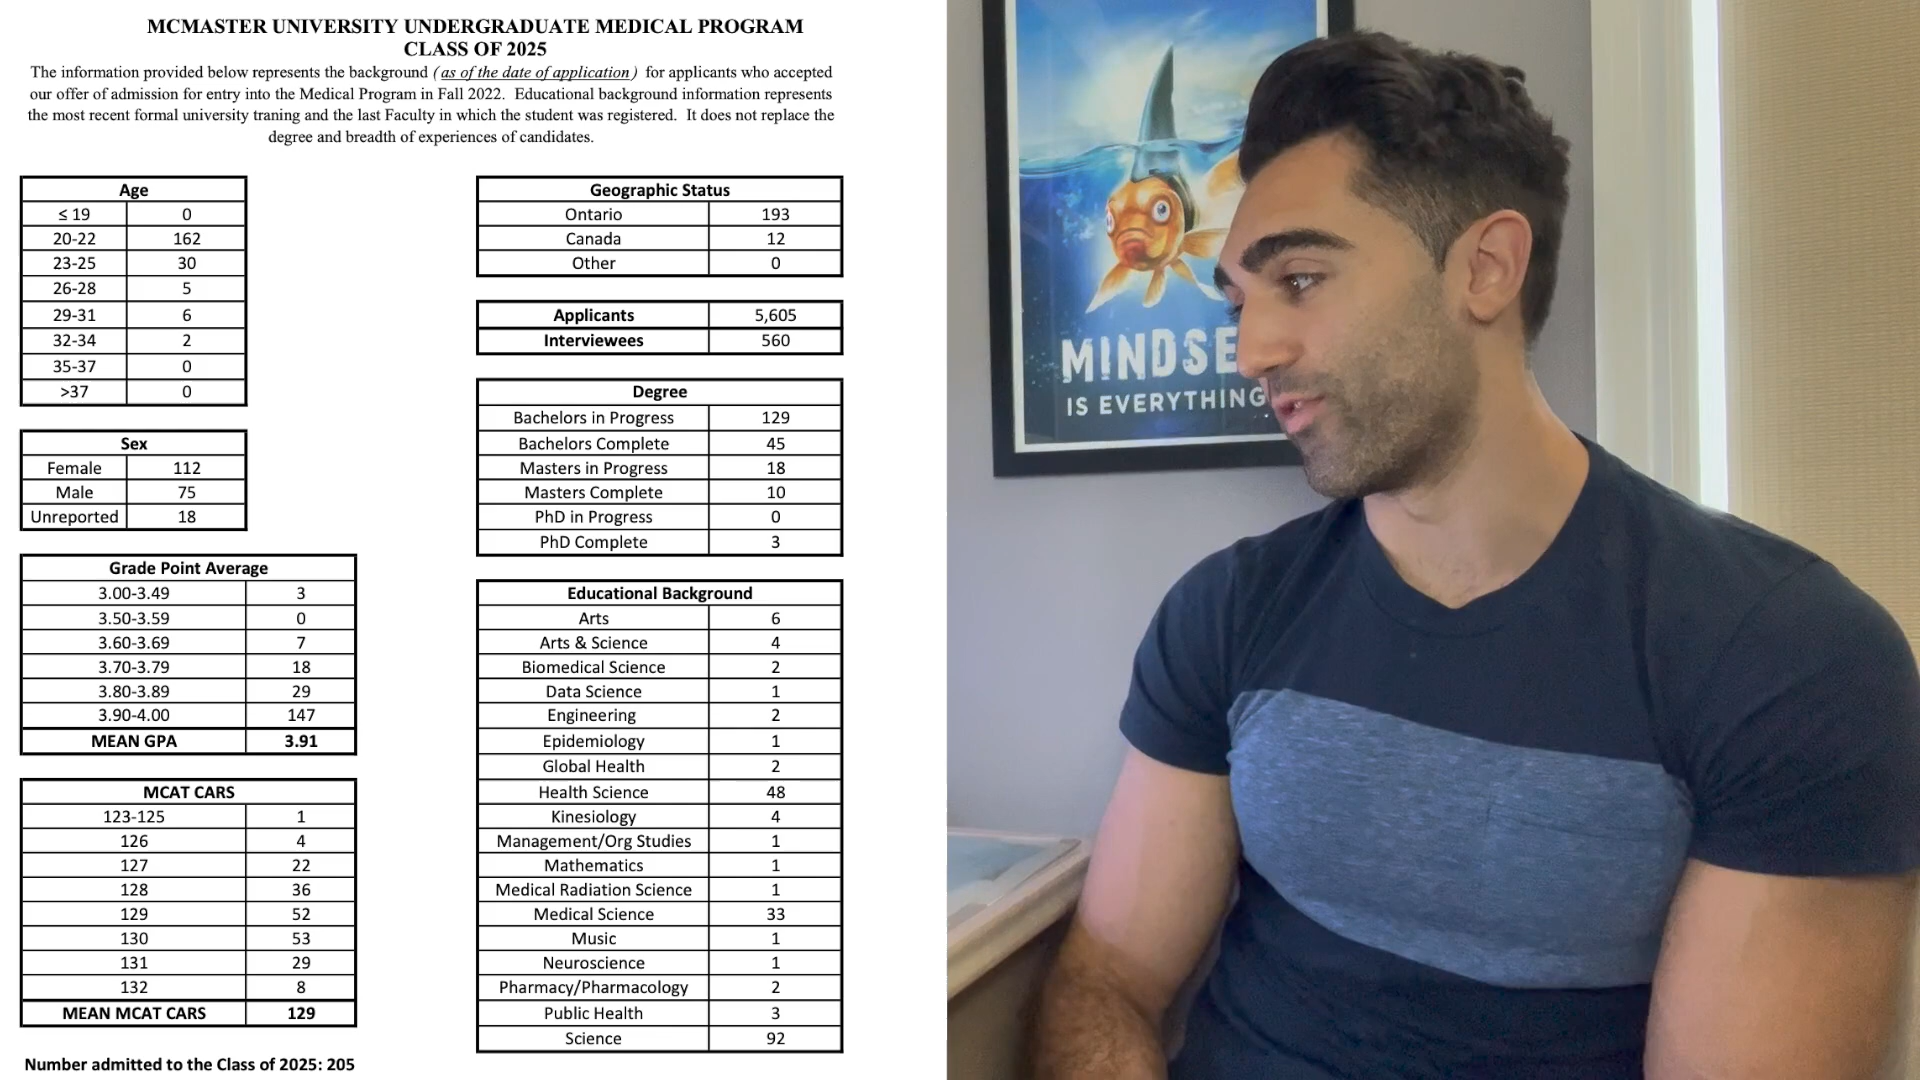 MCMASTER UNIVERSITY UNDERGRADUATE MEDICAL PROGRAM
CLASS OF 2025
The information provided below represents the background (as of the date of application) for applicants who accepted
our offer of admission for entry into the Medical Program in Fall 2022. Educational background information represents
the most recent formal university traning and the last Faculty in which the student was registered. It does not replace the
degree and breadth of experiences of candidates.
Age
≤ 19 0
20-22 162
23-25 30
26-28 5
29-31 6
32-34 2
35-37 0
>37 0
Sex
Female 112
Male 75
Unreported 18
Grade Point Average
3.00-3.49 3
3.50-3.59 0
3.60-3.69 7
3.70-3.79 18
3.80-3.89 29
3.90-4.00 147
MEAN GPA 3.91
MCAT CARS
123-125 1
126 4
127 22
128 36
129 52
130 53
131 29
132 8
MEAN MCAT CARS 129
Number admitted to the Class of 2025: 205
Geographic Status
Ontario 193
Canada 12
Other 0
Applicants 5,605
Interviewees 560
Degree
Bachelors in Progress 129
Bachelors Complete 45
Masters in Progress 18
Masters Complete 10
PhD in Progress 0
PhD Complete 3
Educational Background
Arts 6
Arts & Science 4
Biomedical Science 2
Data Science 1
Engineering 2
Epidemiology 1
Global Health 2
Health Science 48
Kinesiology 4
Management/Org Studies 1
Mathematics 1
Medical Radiation Science 1
Medical Science 33
Music 1
Neuroscience 1
Pharmacy/Pharmacology 2
Public Health 3
Science 92
MINDSE
IS EVERYTHING